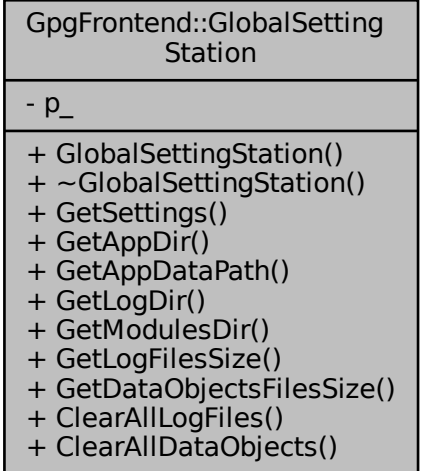 GpgFrontend::GlobalSetting
Station
- p_
+ GlobalSettingStation()
+ ~GlobalSettingStation()
+ GetSettings()
+ GetAppDir()
+ GetAppDataPath()
+ GetLogDir()
+ GetModulesDir()
+ GetLogFilesSize()
+ GetDataObjectsFilesSize()
+ ClearAllLogFiles()
+ ClearAllDataObjects()